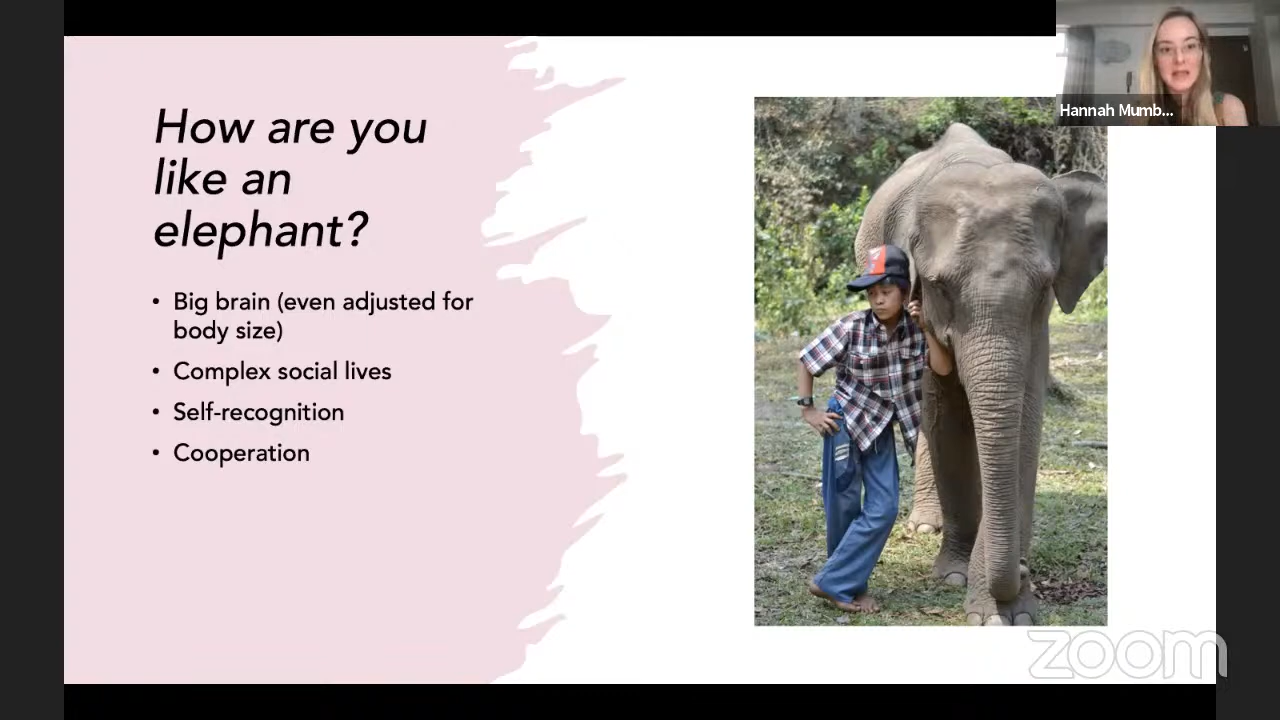 How are you
like an
elephant?
• Big brain (even adjusted for
body size)
• Complex social lives
• Self-recognition
• Cooperation
Hannah Mumb...
zoom